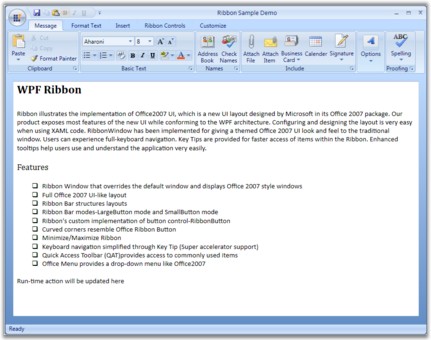 Ribbon Sample Demo
Message Format Text Insert Ribbon Controls Customize
Paste
Cut
Copy
Format Painter
Clipboard
Aharoni 8
Basic Text
Address Book
Check Names
Names
Attach File
Attach Item
Business Card
Calendar
Signature
Include
Options
ABC
Spelling
Proofing
WPF Ribbon
Ribbon illustrates the implementation of Office2007 UI, which is a new UI layout designed by Microsoft in its Office 2007 package. Our
product exposes most features of the new UI while conforming to the WPF architecture. Configuring and designing the layout is very easy
when using XAML code. RibbonWindow has been implemented for giving a themed Office 2007 UI look and feel to the traditional
window. Users can experience full-keyboard navigation. Key Tips are provided for faster access of items within the Ribbon. Enhanced
tooltips help users use and understand the application very easily.
Features
Ribbon Window that overrides the default window and displays Office 2007 style windows
Full Office 2007 UI-like layout
Ribbon Bar structures layouts
Ribbon Bar modes-LargeButton mode and SmallButton mode
Ribbon's custom implementation of button control-RibbonButton
Curved corners resemble Office Ribbon Button
Minimize/Maximize Ribbon
Keyboard navigation simplified through Key Tip (Super accelerator support)
Quick Access Toolbar (QAT)provides access to commonly used items
Office Menu provides a drop-down menu like Office2007
Run-time action will be updated here
Ready